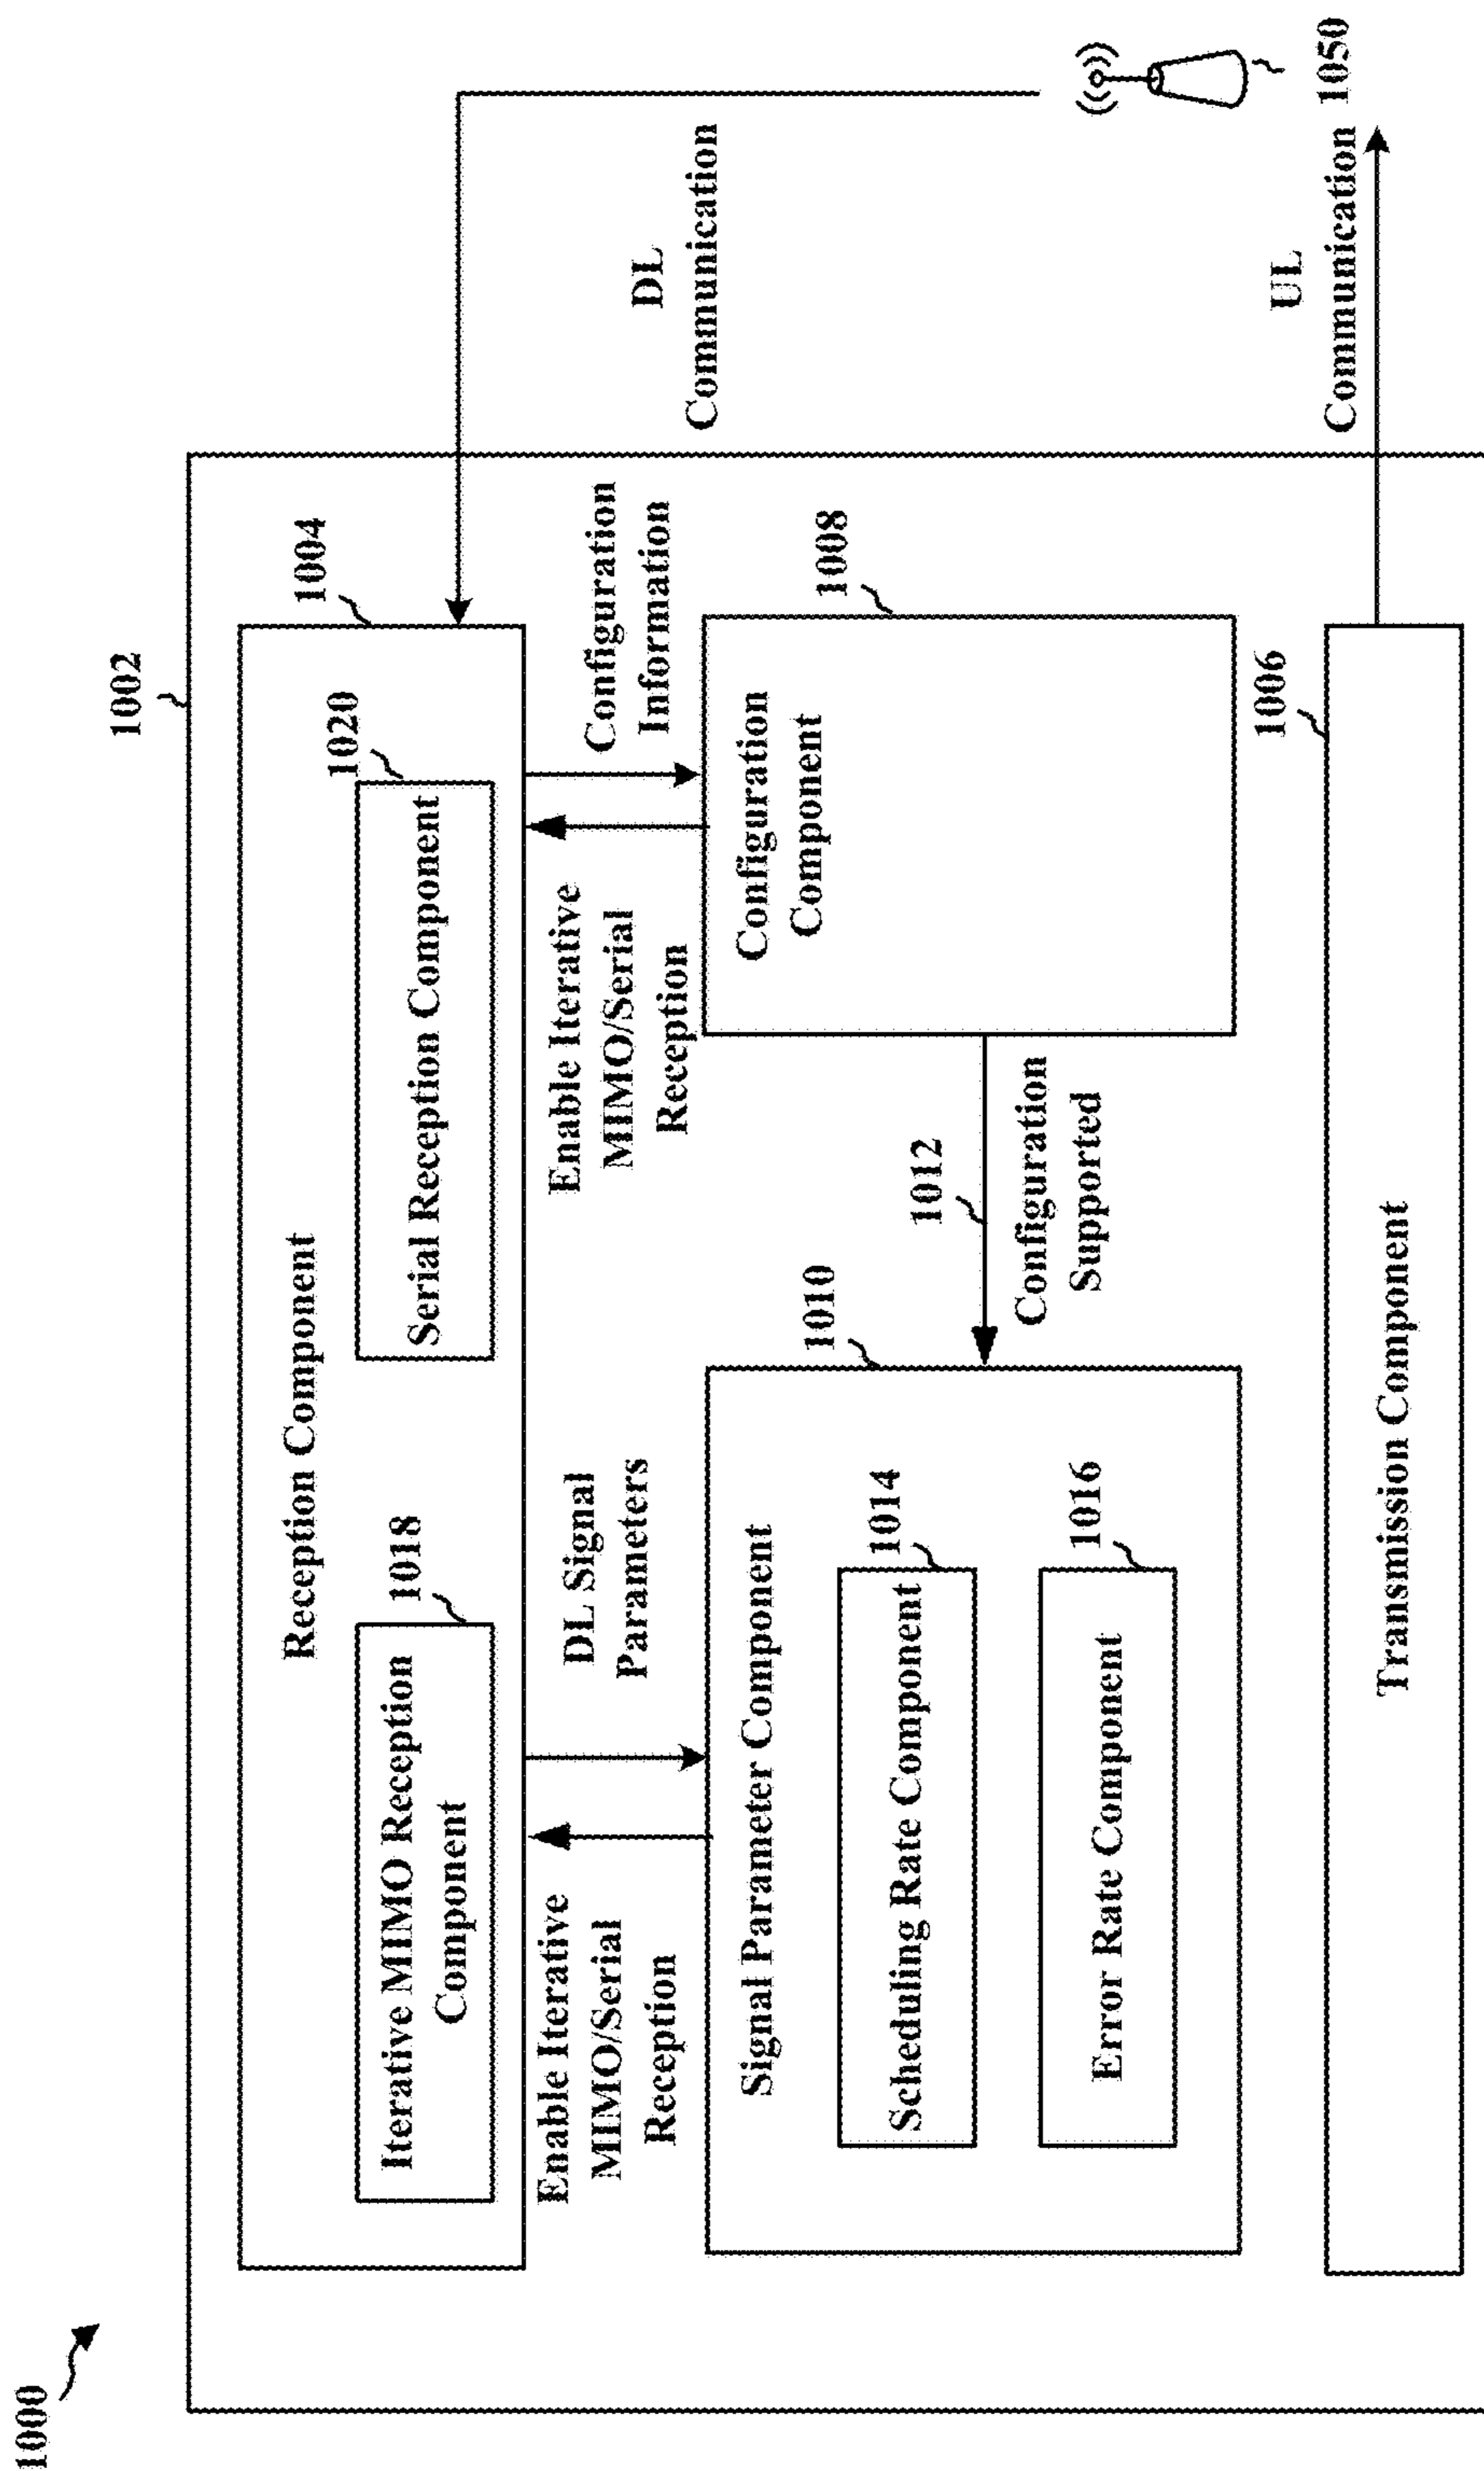 1000
1002
Reception Component
1004
Iterative MIMO Reception
Component
1018
Serial Reception Component
1020
Enable Iterative
MIMO/Serial
Reception
DL Signal
Parameters
Enable Iterative
MIMO/Serial
Reception
Configuration
Information
DL
Communication
Signal Parameter Component
1010
Scheduling Rate Component
1014
Error Rate Component
1016
1012
Configuration
Supported
Configuration
Component
1008
Transmission Component
1006
UL
Communication
1050